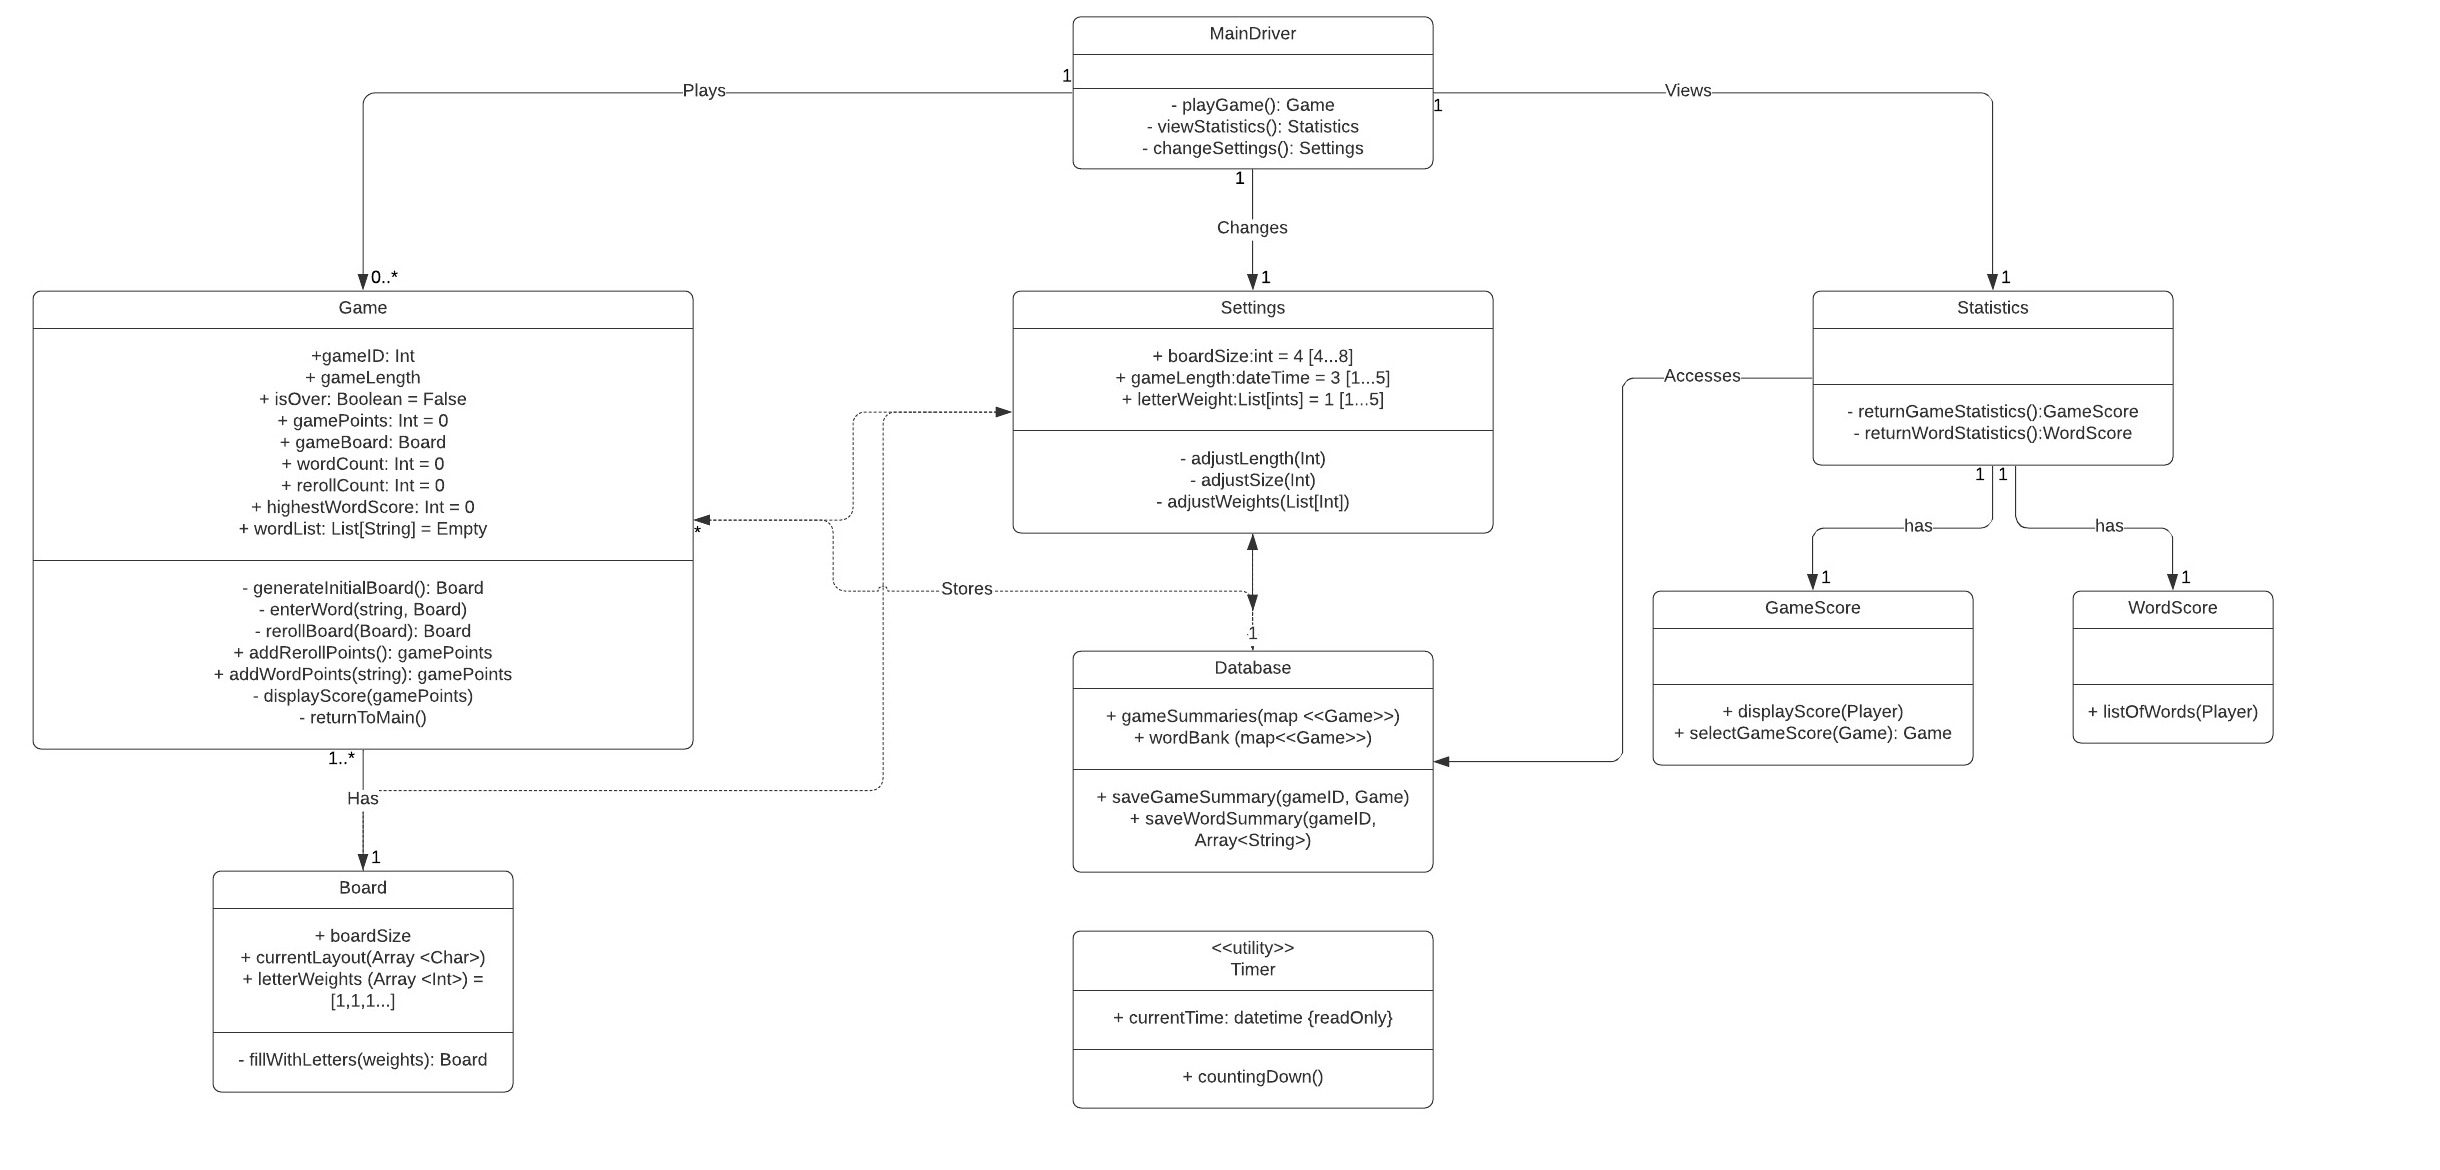 MainDriver
- playGame(): Game
- viewStatistics(): Statistics
- changeSettings(): Settings
1
Plays
0..*
1
Views
1
1
Changes
1
Game
+gameID: Int
+ gameLength
+ isOver: Boolean = False
+ gamePoints: Int = 0
+ gameBoard: Board
+ wordCount: Int = 0
+ rerollCount: Int = 0
+ highestWordScore: Int = 0
+ wordList: List[String] = Empty
- generateInitialBoard(): Board
- enterWord(string, Board)
- rerollBoard(Board): Board
+ addRerollPoints(): gamePoints
+ addWordPoints(string): gamePoints
- displayScore(gamePoints)
- returnToMain()
*
Stores
1
Settings
+ boardSize:int = 4 [4...8]
+ gameLength:dateTime = 3 [1...5]
+ letterWeight:List[ints] = 1 [1...5]
- adjustLength(Int)
- adjustSize(Int)
- adjustWeights(List[Int])
Statistics
- returnGameStatistics():GameScore
- returnWordStatistics():WordScore
Accesses
1
1
has
has
1
1
GameScore
+ displayScore(Player)
+ selectGameScore(Game): Game
WordScore
+ listOfWords(Player)
Database
+ gameSummaries(map <<Game>>)
+ wordBank (map<<Game>>)
+ saveGameSummary(gameID, Game)
+ saveWordSummary(gameID,
Array<String>)
1..*
Has
1
Board
+ boardSize
+ currentLayout(Array <Char>)
+ letterWeights (Array <Int>) =
[1,1,1...]
- fillWithLetters(weights): Board
<<utility>>
Timer
+ currentTime: datetime {readOnly}
+ countingDown()